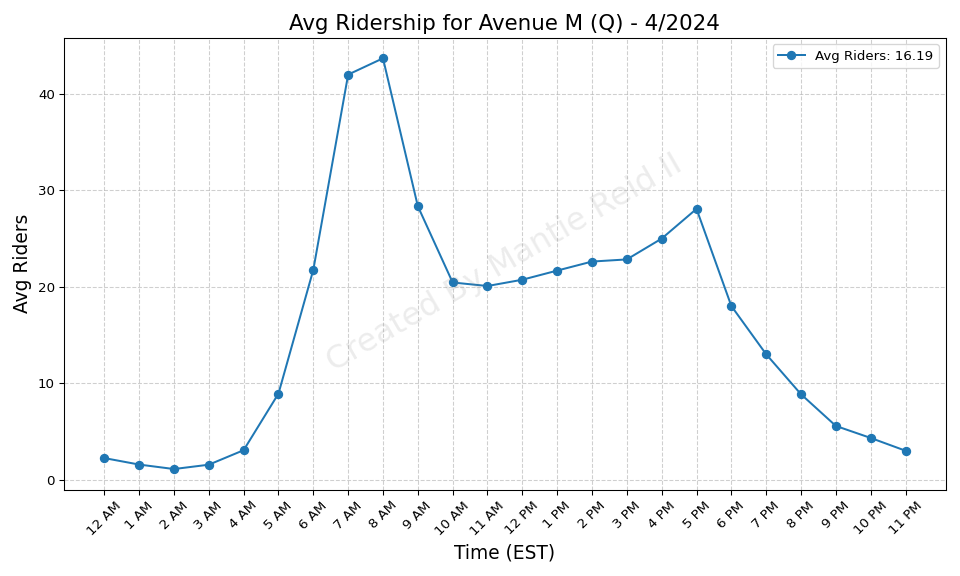 Avg Ridership for Avenue M (Q) - 4/2024
Avg Riders: 16.19
Avg Riders
40
30
20
10
0
Created By Mantie Reid II
12 AM
1 AM
2 AM
3 AM
4 AM
5 AM
6 AM
7 AM
8 AM
9 AM
10 AM
11 AM
12 PM
1 PM
2 PM
3 PM
4 PM
5 PM
6 PM
7 PM
8 PM
9 PM
10 PM
11 PM
Time (EST)